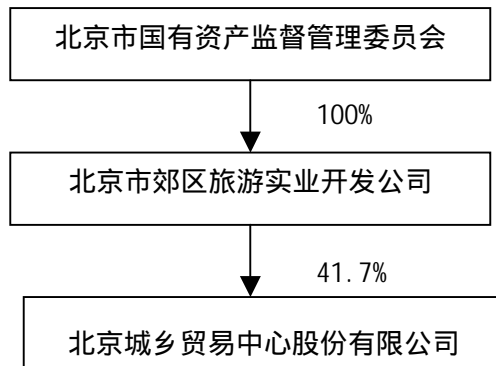 北京市国有资产监督管理委员会
100%
北京市郊区旅游实业开发公司
41.7%
北京城乡贸易中心股份有限公司